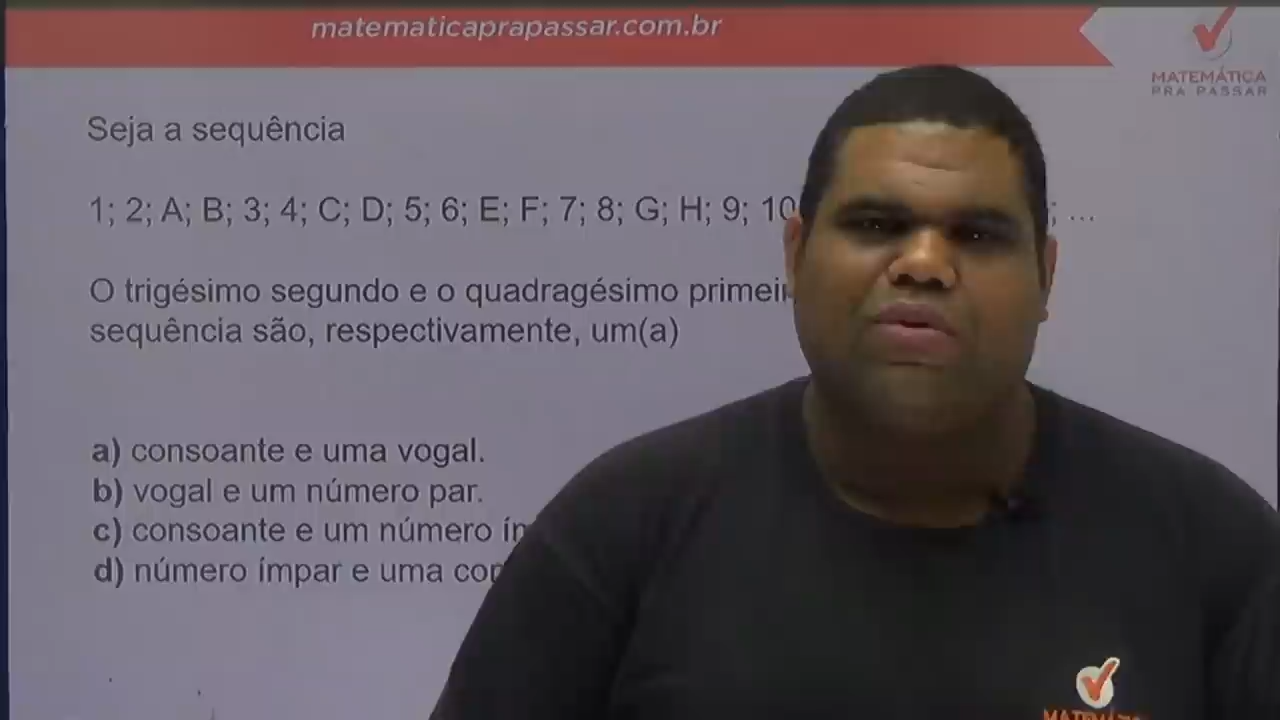 matematicaprapassar.com.br
MATEMÁTICA
PRA PASSAR
Seja a sequência
1; 2; A; B; 3; 4; C; D; 5; 6; E; F; 7; 8; G; H; 9; 10 ; ...
O trigésimo segundo e o quadragésimo
sequência são, respectivamente, um(a)
a) consoante e uma vogal.
b) vogal e um número par.
c) consoante e um número
d) número ímpar e uma